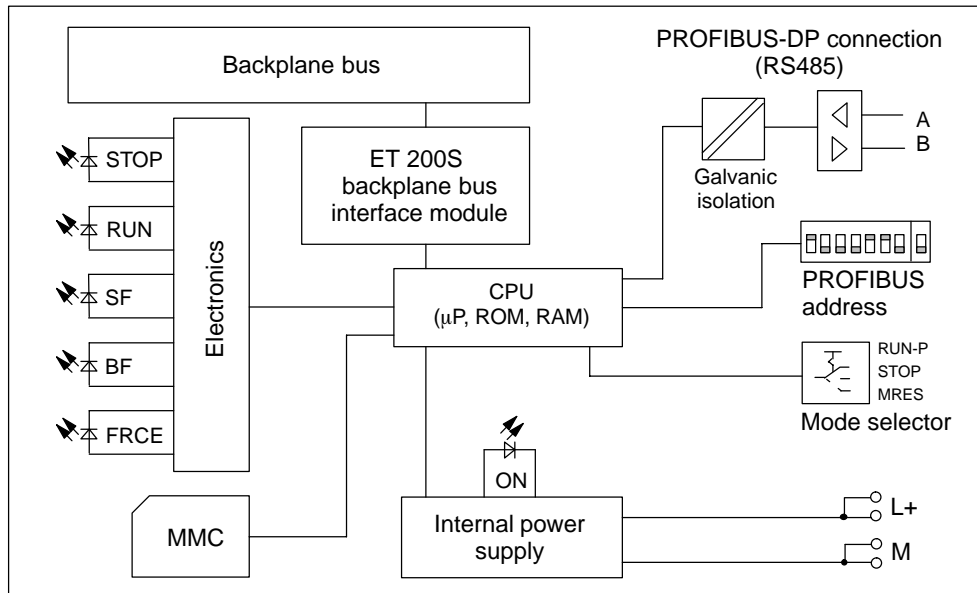 Backplane bus
PROFIBUS-DP connection
(RS485)
A
B
Galvanic
isolation
STOP
RUN
SF
BF
FRCE
Electronics
ET 200S
backplane bus
interface module
CPU
(μP, ROM, RAM)
PROFIBUS
address
RUN-P
STOP
MRES
Mode selector
ON
MMC
Internal power
supply
L+
M